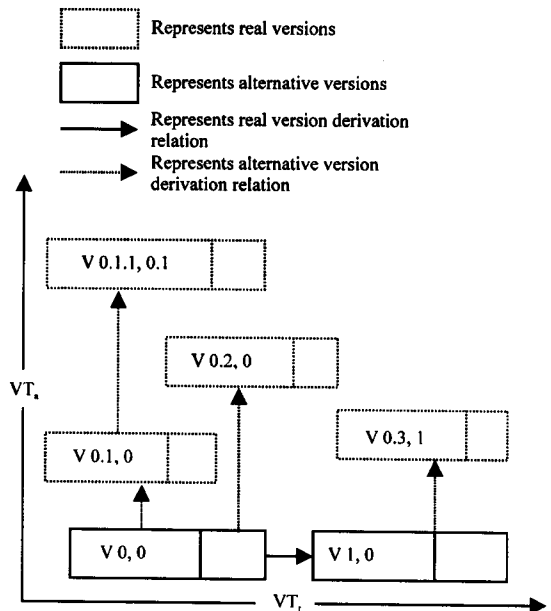 Represents real versions
Represents alternative versions
Represents real version derivation
relation
Represents alternative version
derivation relation
V 0.1.1, 0.1
V 0.2, 0
VTₐ
V 0.3, 1
V 0.1, 0
V 0, 0
V 1, 0
VTᵣ